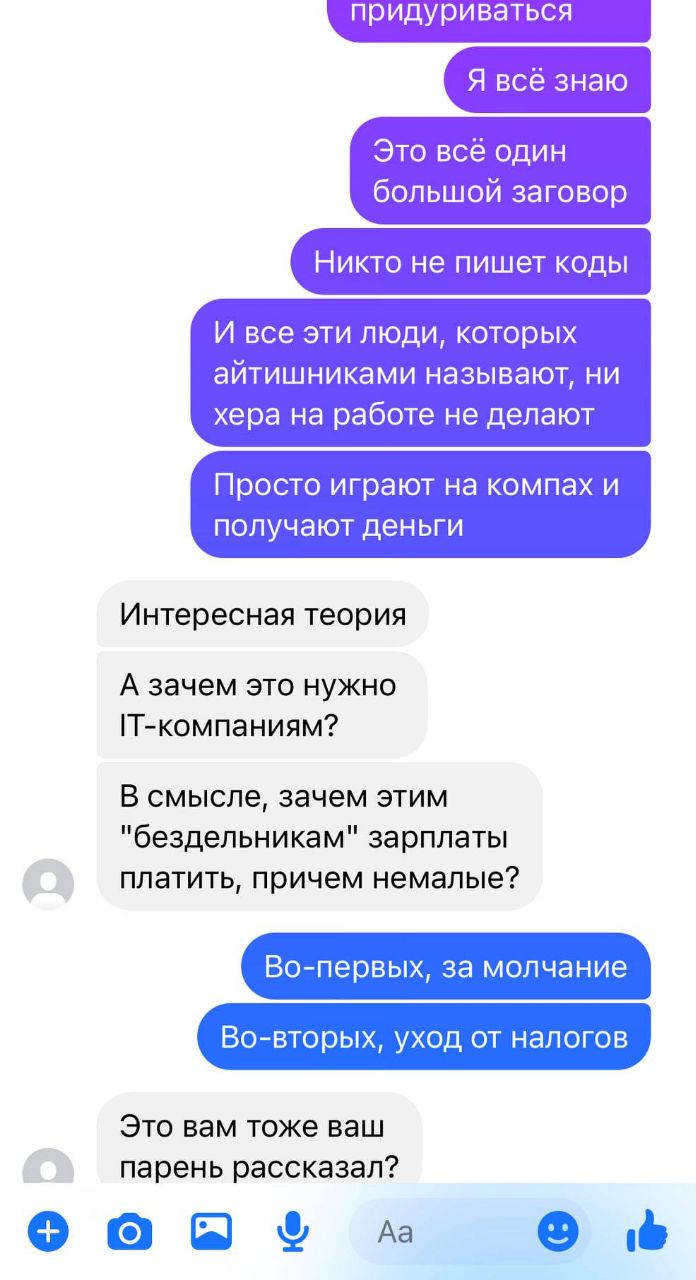 придуриваться
Я всё знаю
Это всё один
большой заговор
Никто не пишет коды
И все эти люди, которых
айтишниками называют, ни
хера на работе не делают
Просто играют на компах и
получают деньги
Интересная теория
А зачем это нужно
IT-компаниям?
В смысле, зачем этим
"бездельникам" зарплаты
платить, причем немалые?
Во-первых, за молчание
Во-вторых, уход от налогов
Это вам тоже ваш
парень рассказал?
Aa